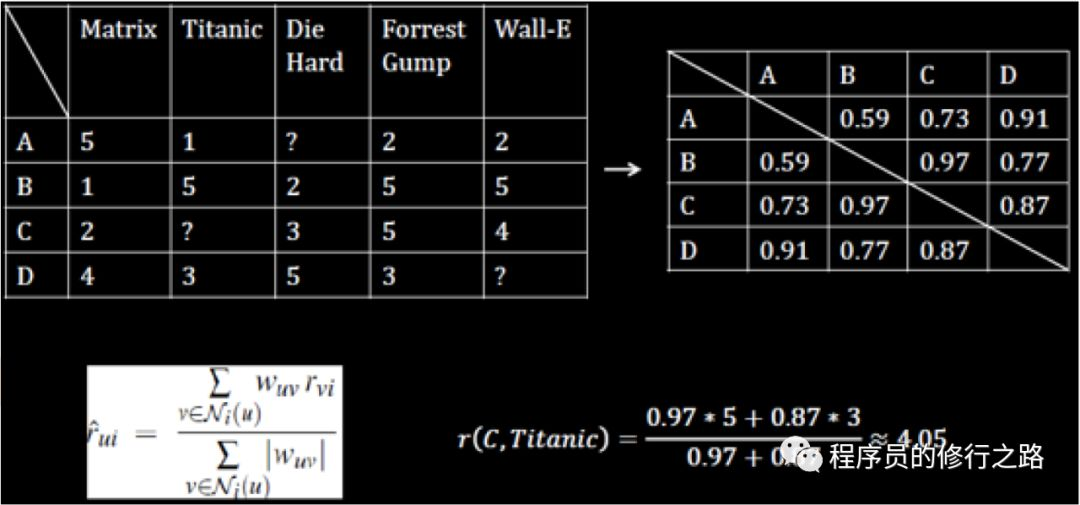 Matrix Titanic Die Hard Forrest Gump Wall-E
A 5 1 ? 2 2
B 1 5 2 5 5
C 2 ? 3 5 4
D 4 3 5 3 ?
→
A B C D
A 0.59 0.73 0.91
B 0.59 0.97 0.77
C 0.73 0.97 0.87
D 0.91 0.77 0.87
r̂ui = ∑v∈Ni(u) wuv rvi / ∑v∈Ni(u) |wuv|
r(C,Titanic) = 0.97 * 5 + 0.87 * 3 / 0.97 + 0. ≈ 4.05
程序员的修行之路